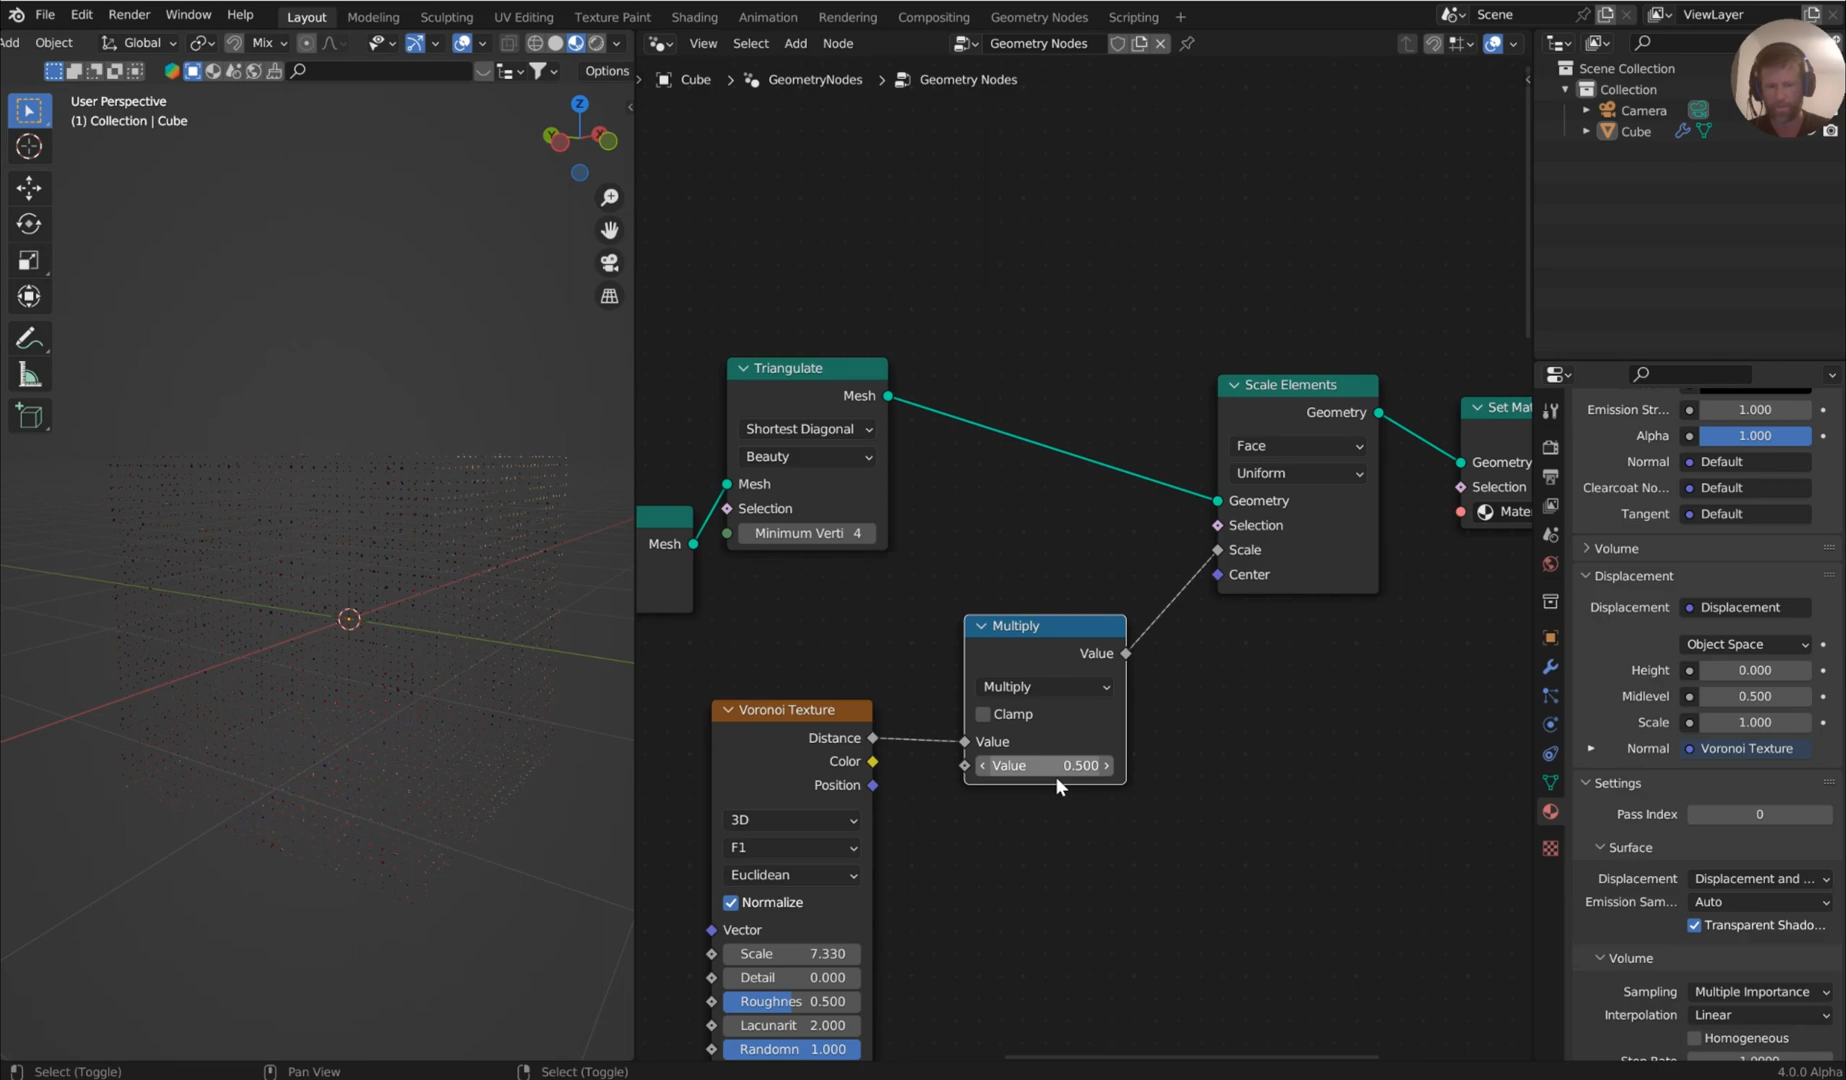 File Edit Render Window Help
Layout Modeling Sculpting UV Editing Texture Paint Shading Animation Rendering Compositing Geometry Nodes Scripting +
Scene
ViewLayer
Add Object
Global
Mix
View Select Add Node
Geometry Nodes
Options
Cube > GeometryNodes > Geometry Nodes
User Perspective
(1) Collection | Cube
Z
Y
Scene Collection
Collection
Camera
Cube
Mesh
Triangulate
Mesh
Shortest Diagonal
Beauty
Mesh
Selection
Minimum Verti 4
Scale Elements
Geometry
Face
Uniform
Geometry
Selection
Scale
Center
Set Mat
Geometry
Selection
Mater
Multiply
Value
Multiply
Clamp
Value
Value 0.500
Voronoi Texture
Distance
Color
Position
3D
F1
Euclidean
Normalize
Vector
Scale 7.330
Detail 0.000
Roughnes 0.500
Lacunarit 2.000
Randomn 1.000
Emission Str... 1.000
Alpha 1.000
Normal Default
Clearcoat No... Default
Tangent Default
Volume
Displacement
Displacement Displacement
Object Space
Height 0.000
Midlevel 0.500
Scale 1.000
Normal Voronoi Texture
Settings
Pass Index 0
Surface
Displacement Displacement and ...
Emission Sam... Auto
Transparent Shado...
Volume
Sampling Multiple Importance
Interpolation Linear
Homogeneous
Select (Toggle) Pan View Select (Toggle)
4.0.0 Alpha